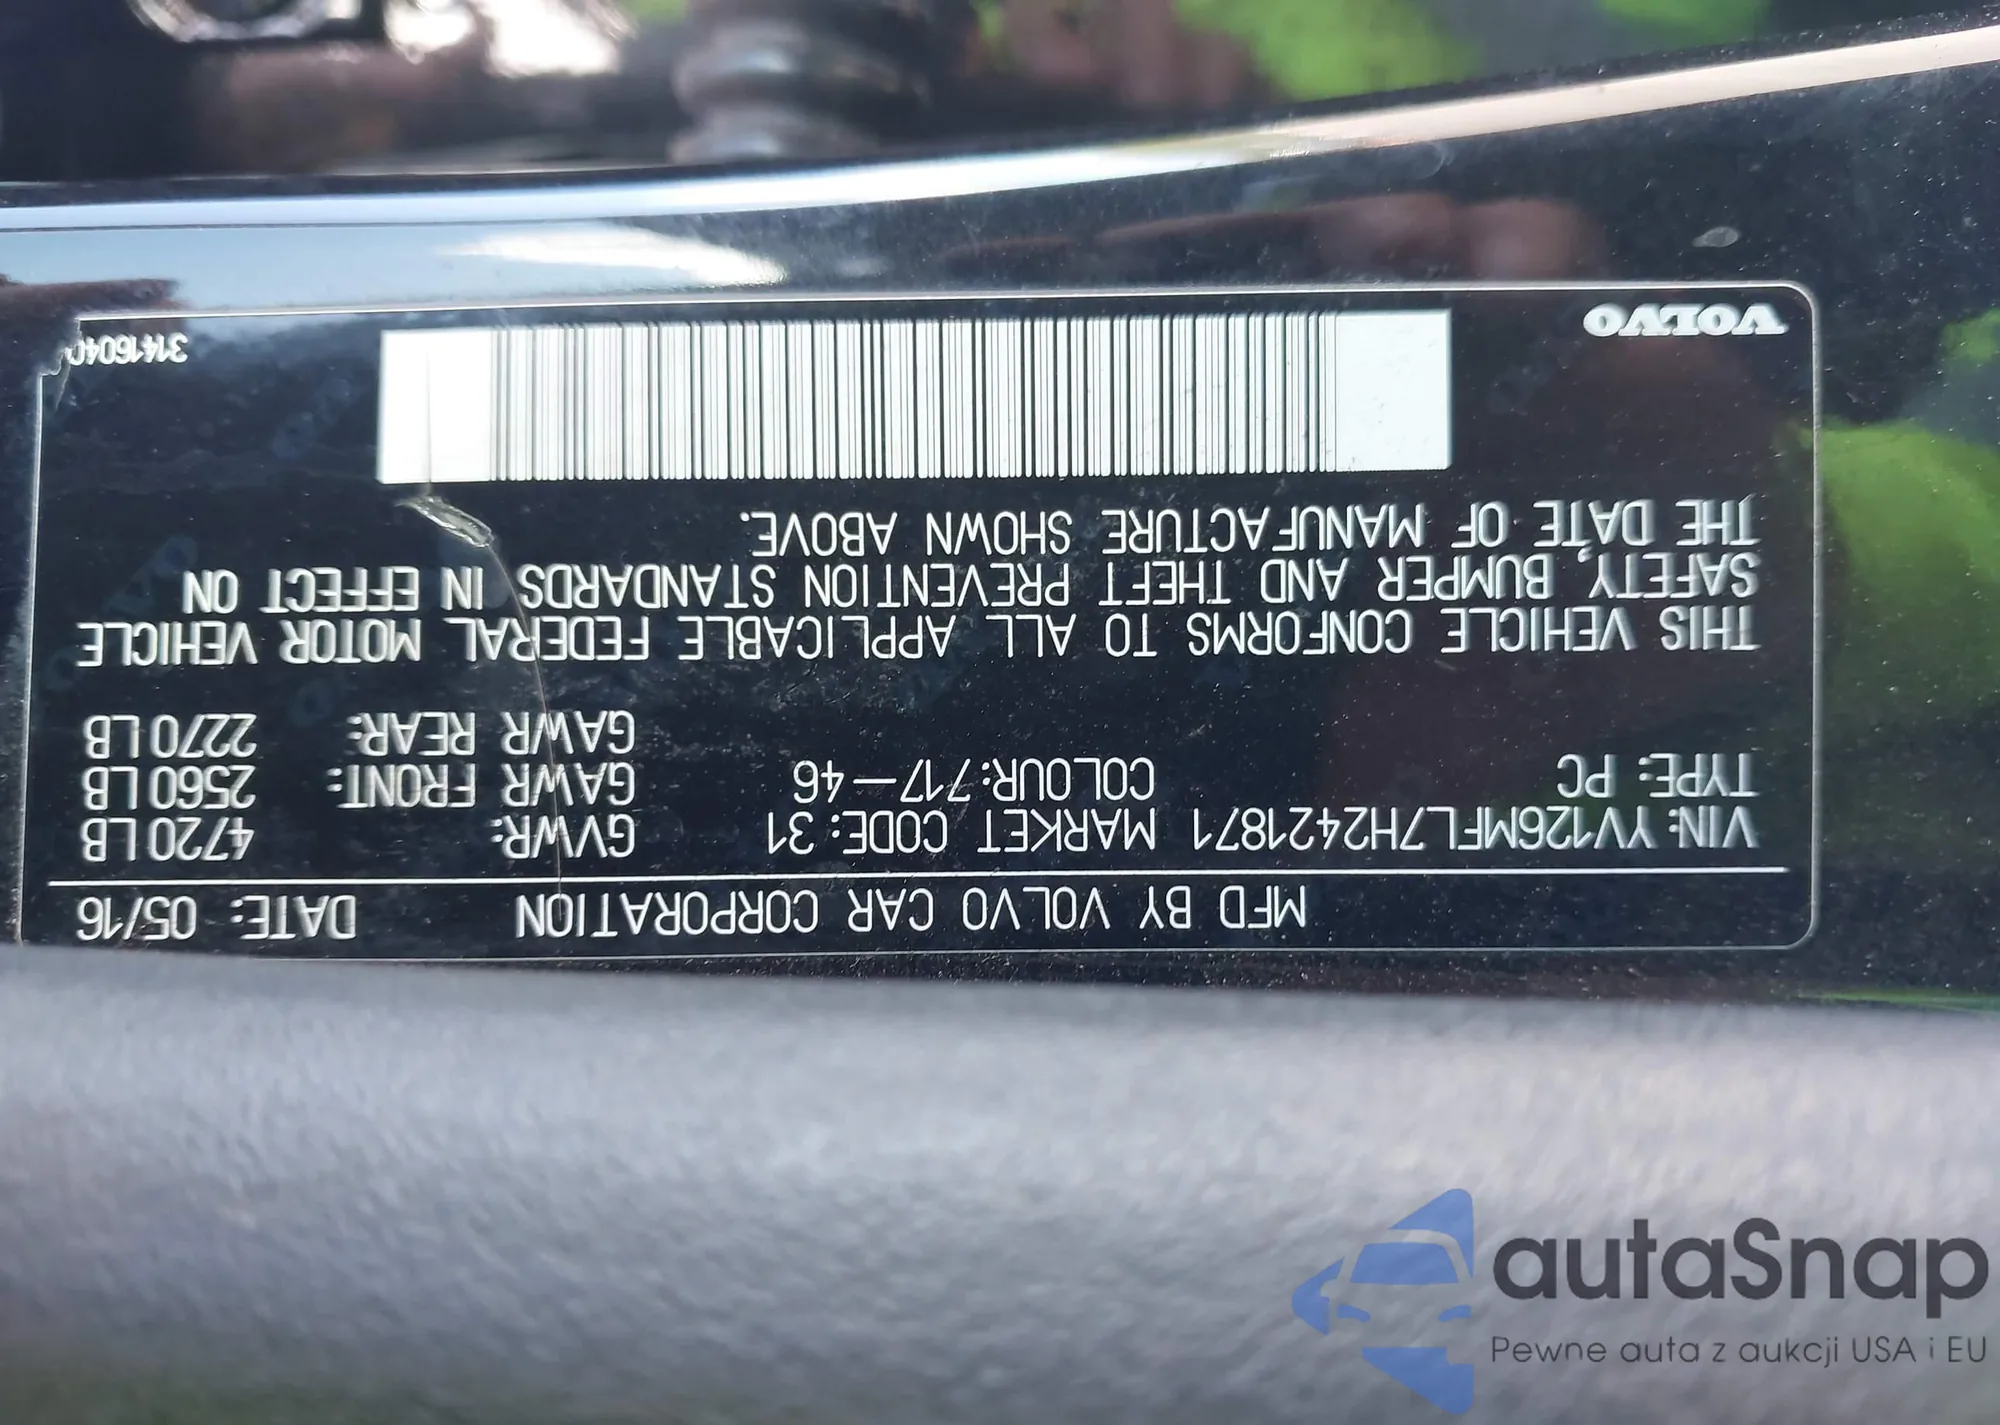 MFD BY VOLVO CAR CORPORATION DATE: 05/16
VIN: YV126MFL7H2421871 MARKET CODE: 31 GVWR: 4720 LB
TYPE: PC COLOUR: 717-46 GAWR FRONT: 2560 LB
GAWR REAR: 2270 LB
THIS VEHICLE CONFORMS TO ALL APPLICABLE FEDERAL MOTOR VEHICLE
SAFETY, BUMPER AND THEFT PREVENTION STANDARDS IN EFFECT ON
THE DATE OF MANUFACTURE SHOWN ABOVE.
VOLVO
autaSnap
Pewne auta z aukcji USA i EU